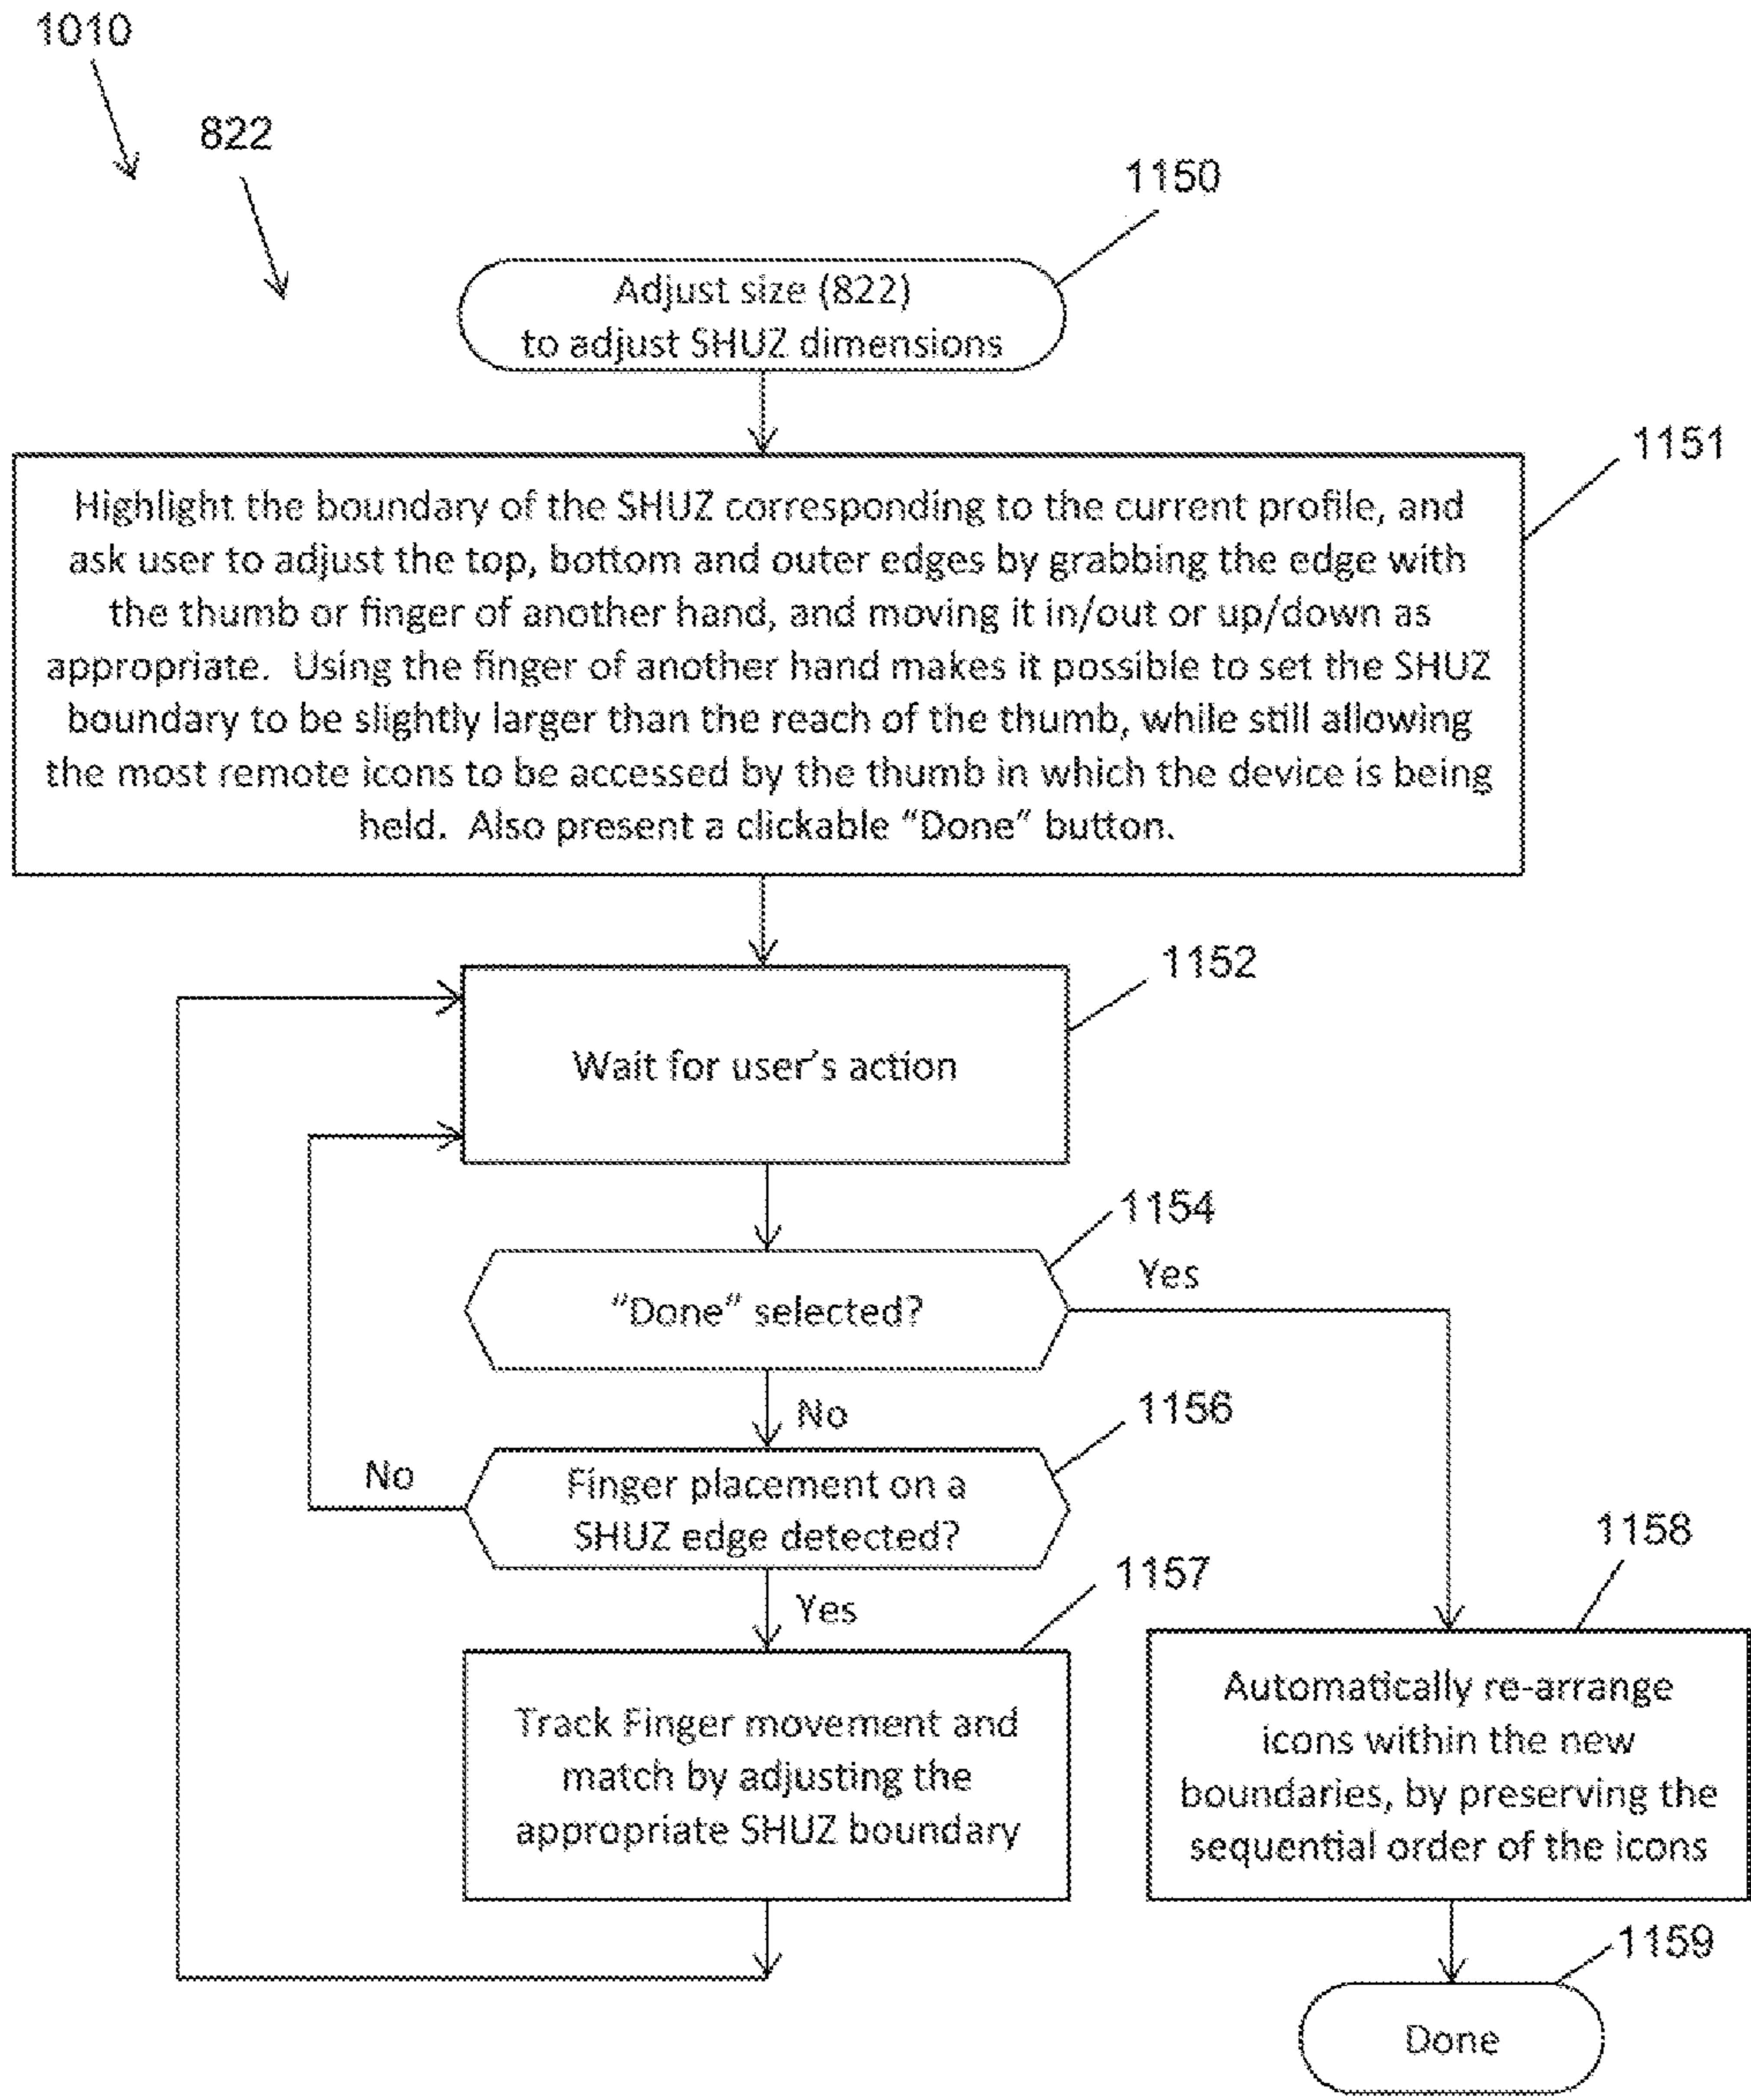 1010
822
1150
Adjust size (822)
to adjust SHUZ dimensions
1151
Highlight the boundary of the SHUZ corresponding to the current profile, and
ask user to adjust the top, bottom and outer edges by grabbing the edge with
the thumb or finger of another hand, and moving it in/out or up/down as
appropriate. Using the finger of another hand makes it possible to set the SHUZ
boundary to be slightly larger than the reach of the thumb, while still allowing
the most remote icons to be accessed by the thumb in which the device is being
held. Also present a clickable “Done” button.
1152
Wait for user’s action
1154
“Done” selected?
Yes
No
1156
Finger placement on a
SHUZ edge detected?
No
Yes
1157
Track Finger movement and
match by adjusting the
appropriate SHUZ boundary
1158
Automatically re-arrange
icons within the new
boundaries, by preserving the
sequential order of the icons
1159
Done